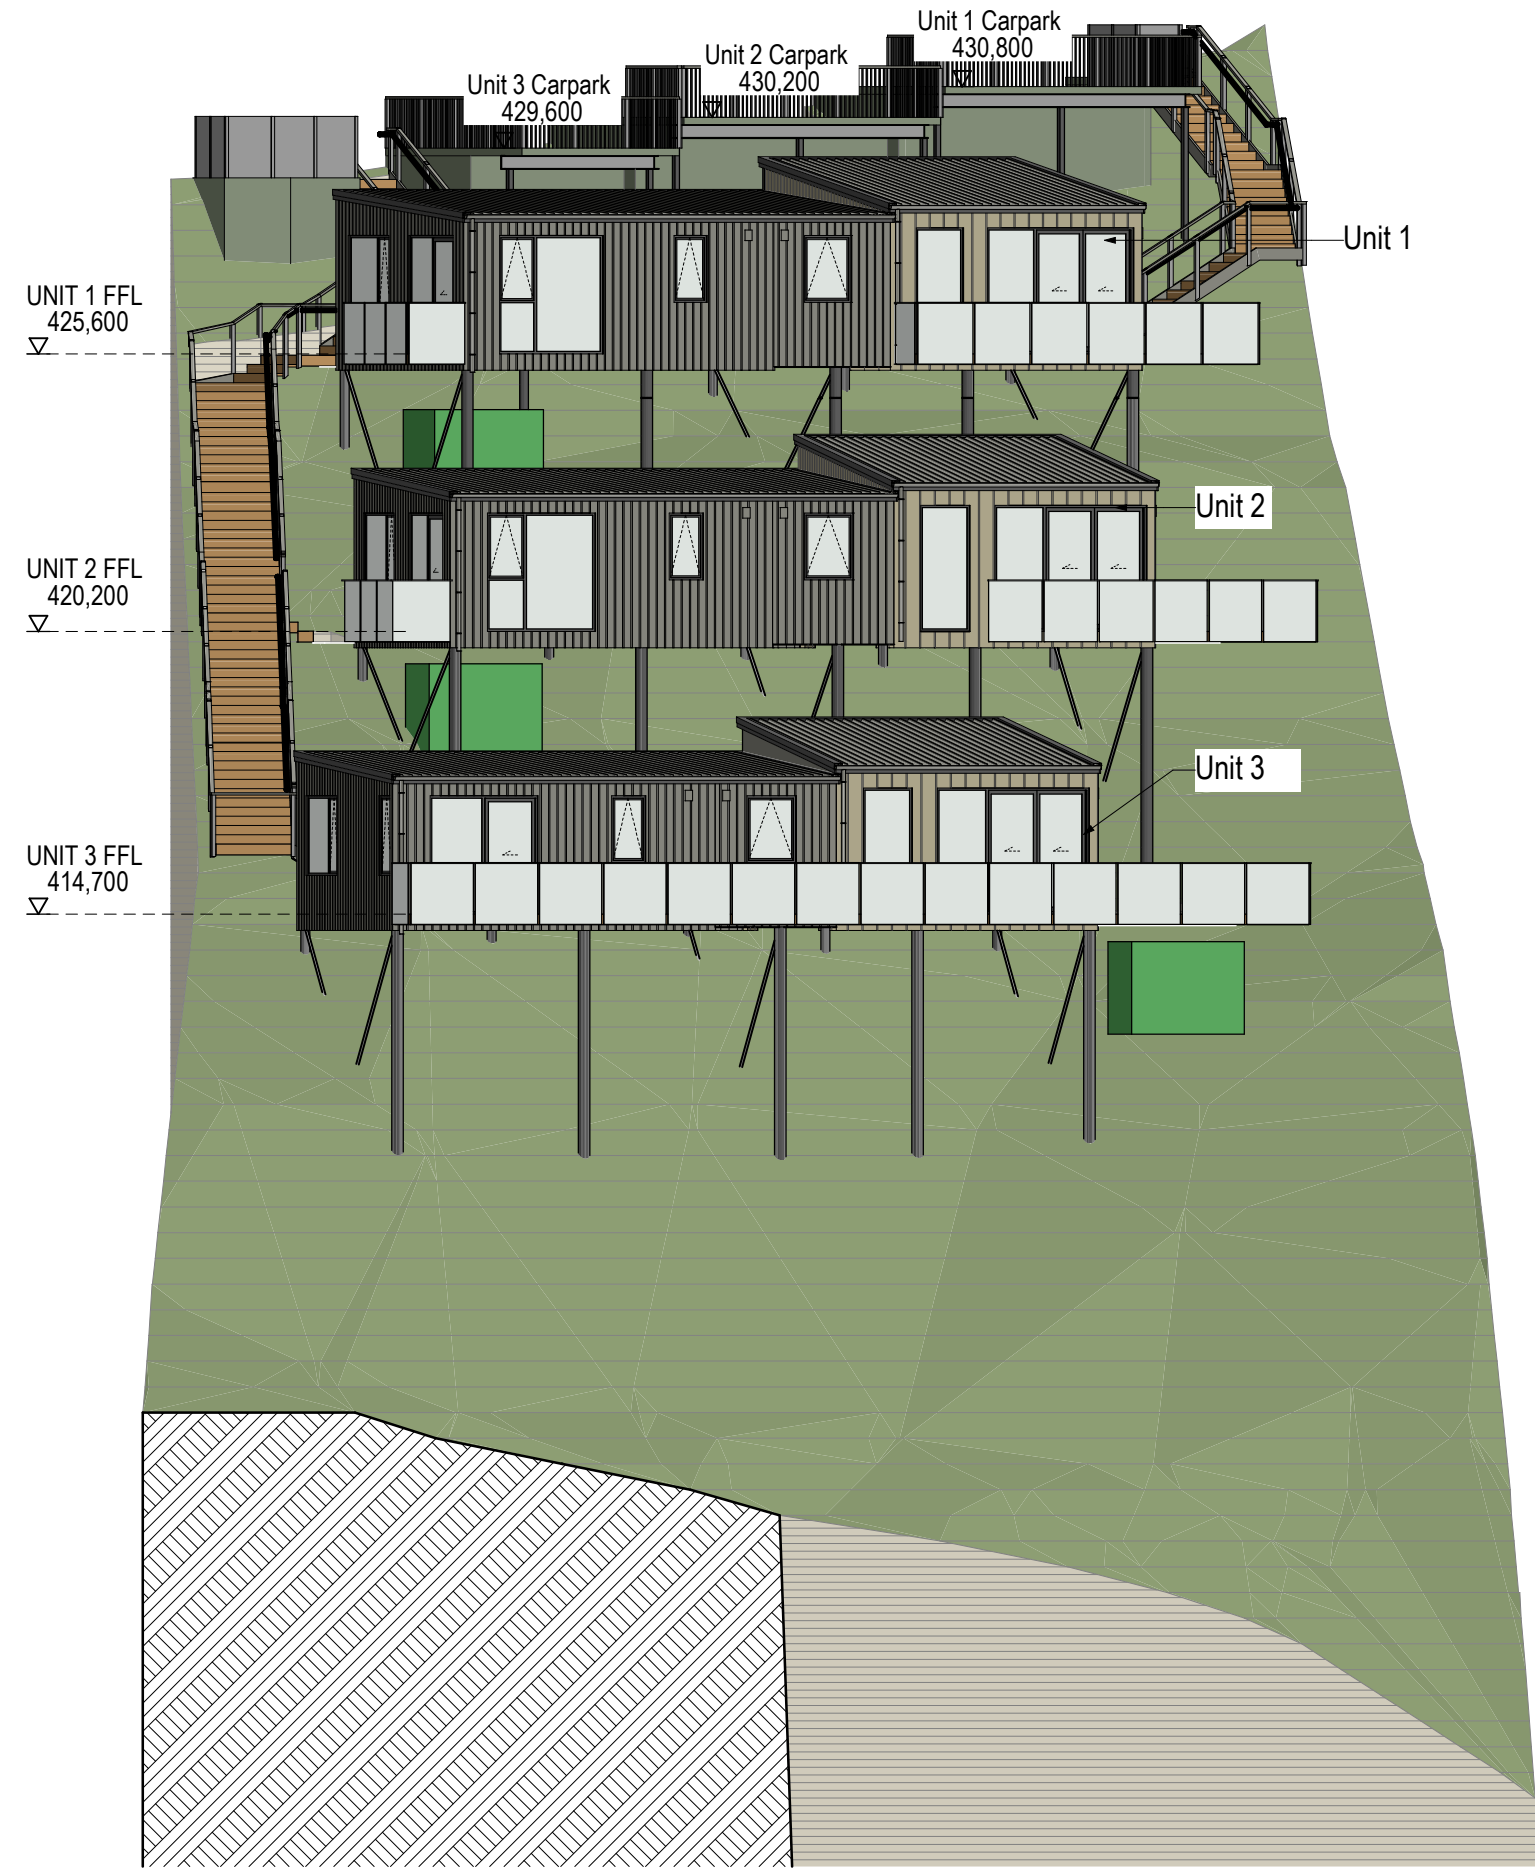 Unit 1 Carpark
430,800
Unit 2 Carpark
430,200
Unit 3 Carpark
429,600
Unit 1
UNIT 1 FFL
425,600
Unit 2
UNIT 2 FFL
420,200
Unit 3
UNIT 3 FFL
414,700